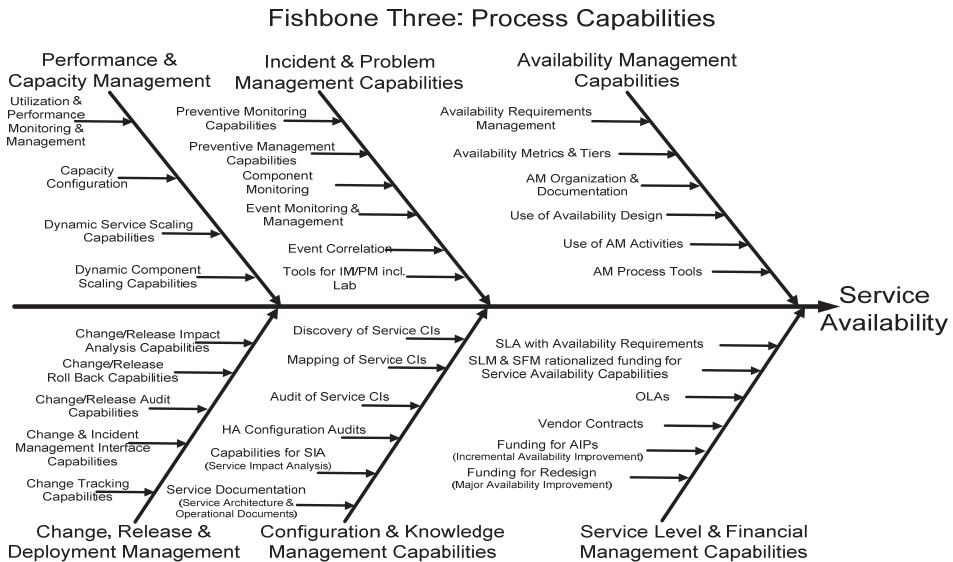 Fishbone Three: Process Capabilities
Performance &
Capacity Management
Utilization &
Performance
Monitoring &
Management
Capacity
Configuration
Dynamic Service Scaling
Capabilities
Dynamic Component
Scaling Capabilities
Incident & Problem
Management Capabilities
Preventive Monitoring
Capabilities
Preventive Management
Capabilities
Component
Monitoring
Event Monitoring &
Management
Event Correlation
Tools for IM/PM incl.
Lab
Availability Management
Capabilities
Availability Requirements
Management
Availability Metrics & Tiers
AM Organization &
Documentation
Use of Availability Design
Use of AM Activities
AM Process Tools
Service
Availability
Change/Release Impact
Analysis Capabilities
Change/Release
Roll Back Capabilities
Change/Release Audit
Capabilities
Change & Incident
Management Interface
Capabilities
Change Tracking
Capabilities
Change, Release &
Deployment Management
Discovery of Service CIs
Mapping of Service CIs
Audit of Service CIs
HA Configuration Audits
Capabilities for SIA
(Service Impact Analysis)
Service Documentation
(Service Architecture &
Operational Documents)
Configuration & Knowledge
Management Capabilities
SLA with Availability Requirements
SLM & SFM rationalized funding for
Service Availability Capabilities
OLAs
Vendor Contracts
Funding for AIPs
(Incremental Availability Improvement)
Funding for Redesign
(Major Availability Improvement)
Service Level & Financial
Management Capabilities